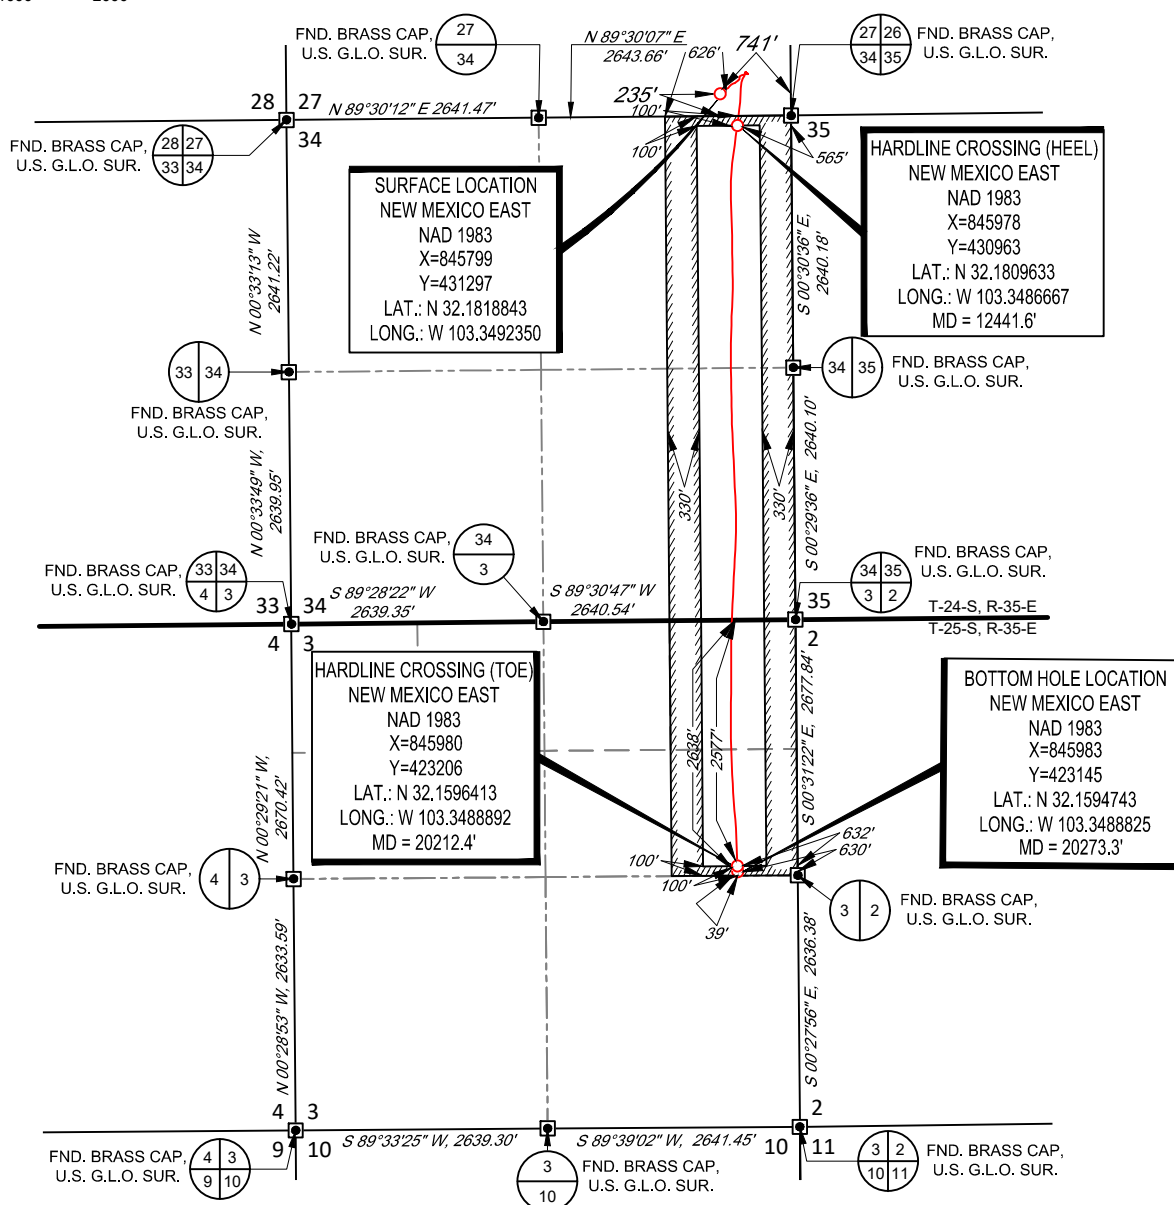 FND. BRASS CAP,
U.S. G.L.O. SUR.
27
34
N 89°30'07" E
2643.66'
626'
741'
27 26
34 35
FND. BRASS CAP,
U.S. G.L.O. SUR.
28 27
34
N 89°30'12" E 2641.47'
235'
100'
35
FND. BRASS CAP,
U.S. G.L.O. SUR.
28 27
33 34
100'
565'
SURFACE LOCATION
NEW MEXICO EAST
NAD 1983
X=845799
Y=431297
LAT.: N 32.1818843
LONG.: W 103.3492350
HARDLINE CROSSING (HEEL)
NEW MEXICO EAST
NAD 1983
X=845978
Y=430963
LAT.: N 32.1809633
LONG.: W 103.3486667
MD = 12441.6'
N 00°33'13" W
2641.22'
S 00°30'36" E,
2640.18'
33 34
FND. BRASS CAP,
U.S. G.L.O. SUR.
34 35
FND. BRASS CAP,
U.S. G.L.O. SUR.
N 00°33'49" W,
2639.95'
330'
330'
S 00°29'36" E, 2640.10'
FND. BRASS CAP,
U.S. G.L.O. SUR.
33 34
4 3
FND. BRASS CAP,
U.S. G.L.O. SUR.
34
3
34 35
3 2
FND. BRASS CAP,
U.S. G.L.O. SUR.
33 34
4 3
S 89°28'22" W
2639.35'
S 89°30'47" W
2640.54'
35
2
T-24-S, R-35-E
T-25-S, R-35-E
HARDLINE CROSSING (TOE)
NEW MEXICO EAST
NAD 1983
X=845980
Y=423206
LAT.: N 32.1596413
LONG.: W 103.3488892
MD = 20212.4'
2638'
2577'
S 00°31'22" E, 2677.84'
BOTTOM HOLE LOCATION
NEW MEXICO EAST
NAD 1983
X=845983
Y=423145
LAT.: N 32.1594743
LONG.: W 103.3488825
MD = 20273.3'
N 00°29'21" W,
2670.42'
632'
630'
100'
100'
39'
FND. BRASS CAP,
U.S. G.L.O. SUR.
4 3
3 2
FND. BRASS CAP,
U.S. G.L.O. SUR.
N 00°28'53" W, 2633.59'
S 00°27'56" E, 2636.38'
4 3
9 10
S 89°33'25" W, 2639.30'
S 89°39'02" W, 2641.45'
2
10 11
FND. BRASS CAP,
U.S. G.L.O. SUR.
4 3
9 10
3
10
FND. BRASS CAP,
U.S. G.L.O. SUR.
3 2
10 11
FND. BRASS CAP,
U.S. G.L.O. SUR.